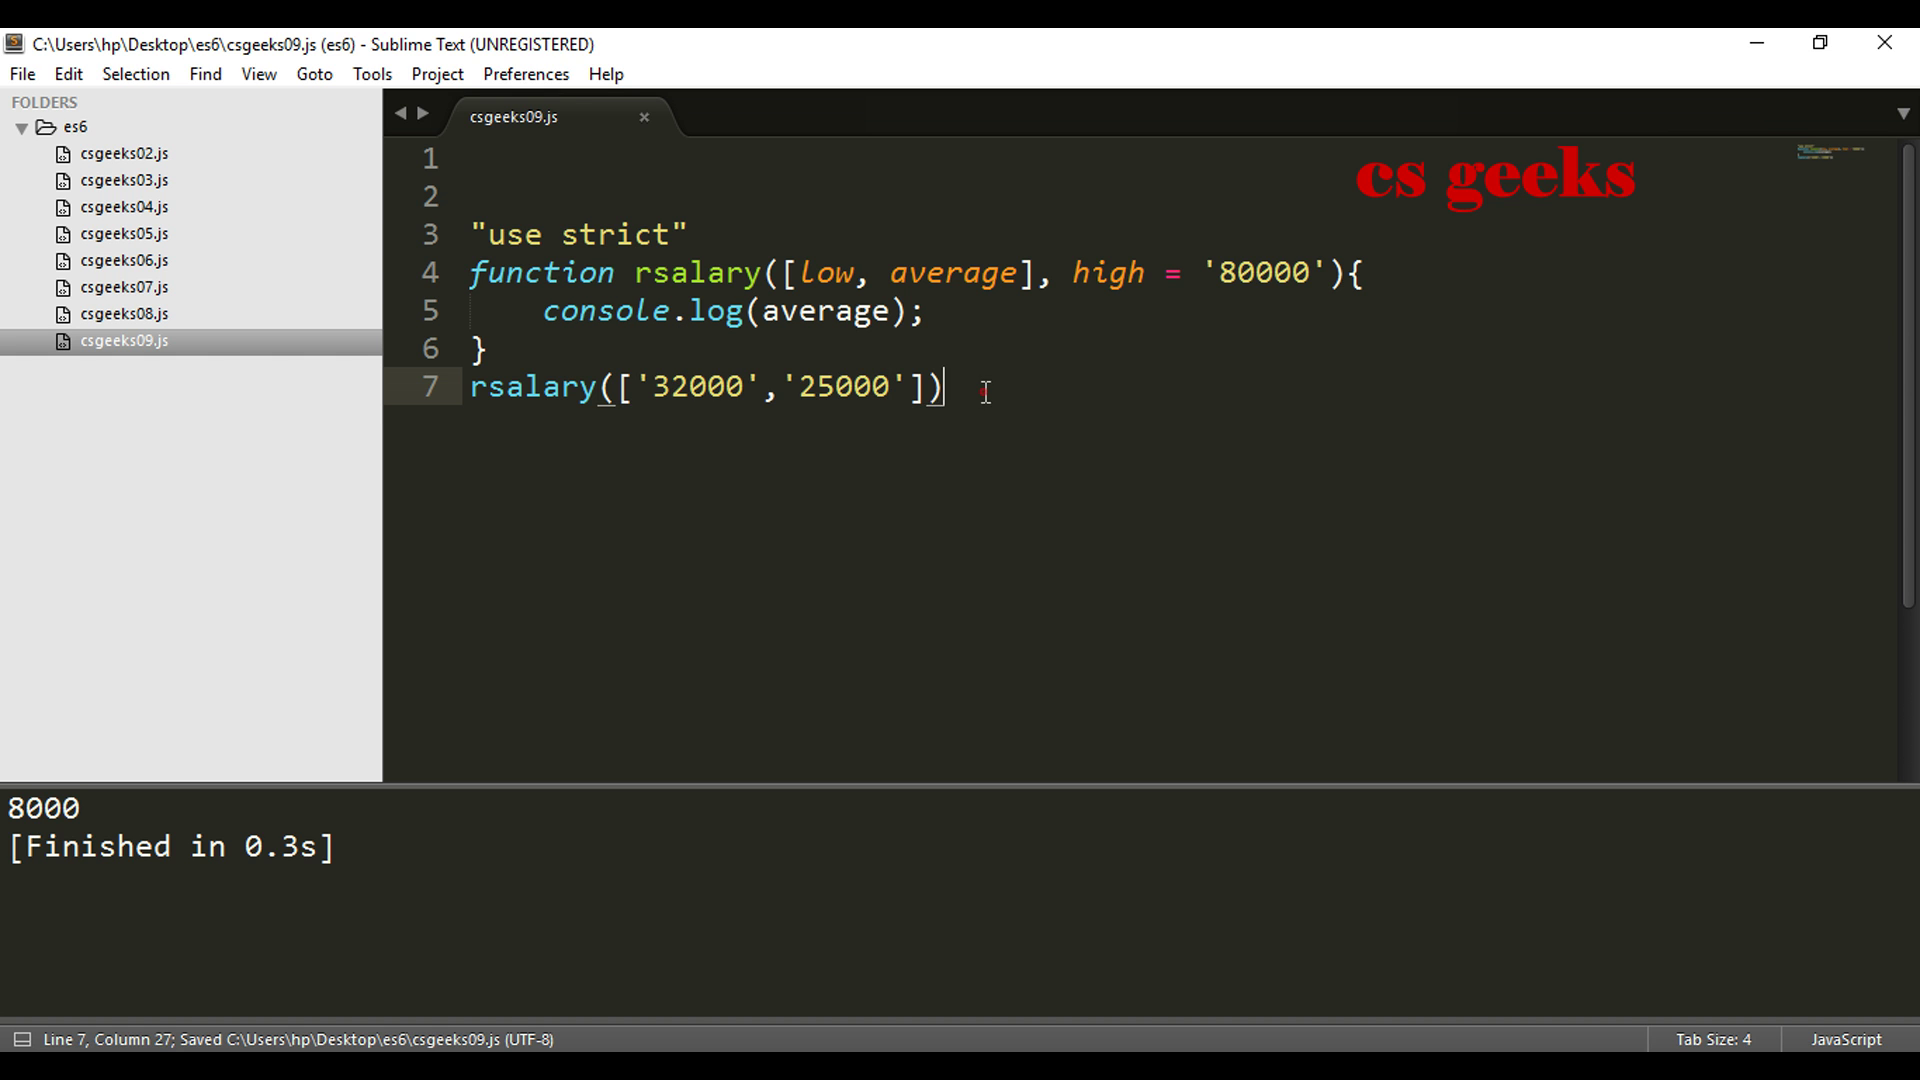 C:\Users\hp\Desktop\es6\csgeeks09.js (es6) - Sublime Text (UNREGISTERED)
File Edit Selection Find View Goto Tools Project Preferences Help
FOLDERS
es6
csgeeks02.js
csgeeks03.js
csgeeks04.js
csgeeks05.js
csgeeks06.js
csgeeks07.js
csgeeks08.js
csgeeks09.js
csgeeks09.js
cs geeks
1
2
3 "use strict"
4 function rsalary([low, average], high = '80000'){
5 console.log(average);
6 }
7 rsalary(['32000','25000'])
8000
[Finished in 0.3s]
Line 7, Column 27; Saved C:\Users\hp\Desktop\es6\csgeeks09.js (UTF-8) Tab Size: 4 JavaScript